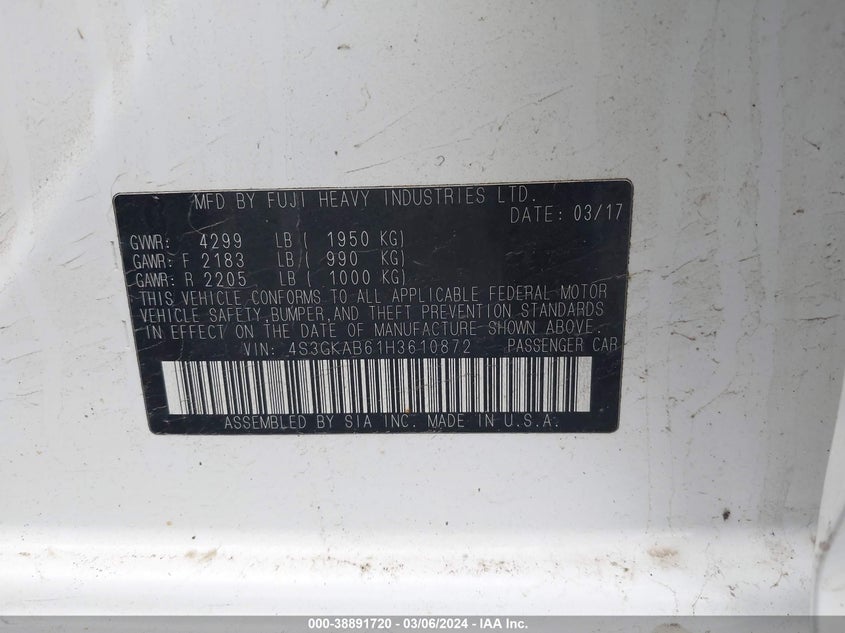 MFD BY FUJI HEAVY INDUSTRIES LTD.
DATE: 03/17
GVWR: 4299 LB ( 1950 KG)
GAWR: F 2183 LB ( 990 KG)
GAWR: R 2205 LB ( 1000 KG)
THIS VEHICLE CONFORMS TO ALL APPLICABLE FEDERAL MOTOR
VEHICLE SAFETY,BUMPER,AND THEFT PREVENTION STANDARDS
IN EFFECT ON THE DATE OF MANUFACTURE SHOWN ABOVE.
VIN: 4S3GKAB61H3610872 PASSENGER CAR
ASSEMBLED BY SIA INC. MADE IN U.S.A.
000-38891720 - 03/06/2024 - IAA Inc.